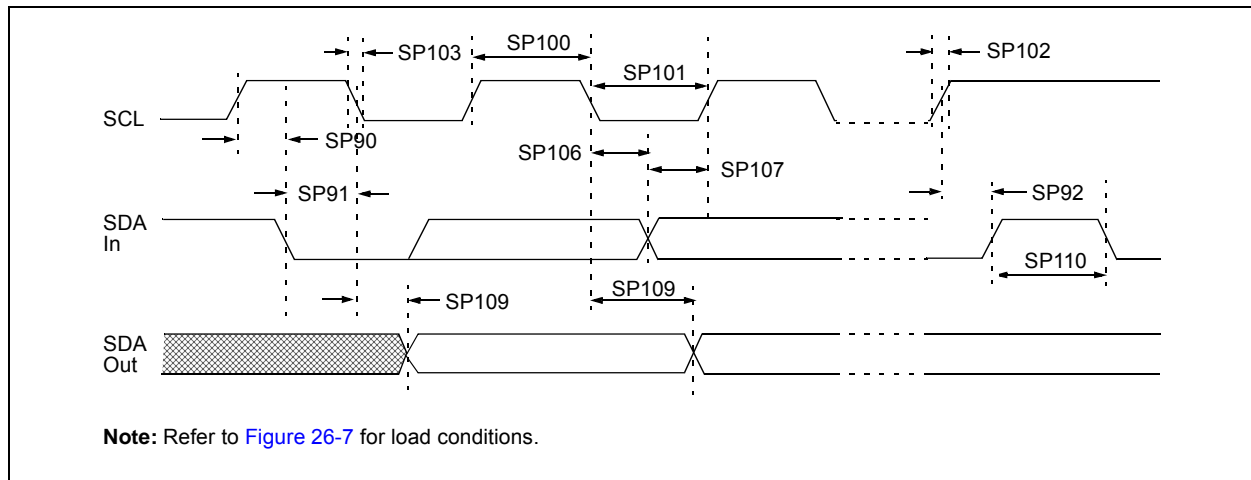 SP103
SP100
SP101
SP102
SCL
SP90
SP106
SP107
SP91
SP92
SDA
In
SP110
SP109
SP109
SDA
Out
Note: Refer to Figure 26-7 for load conditions.